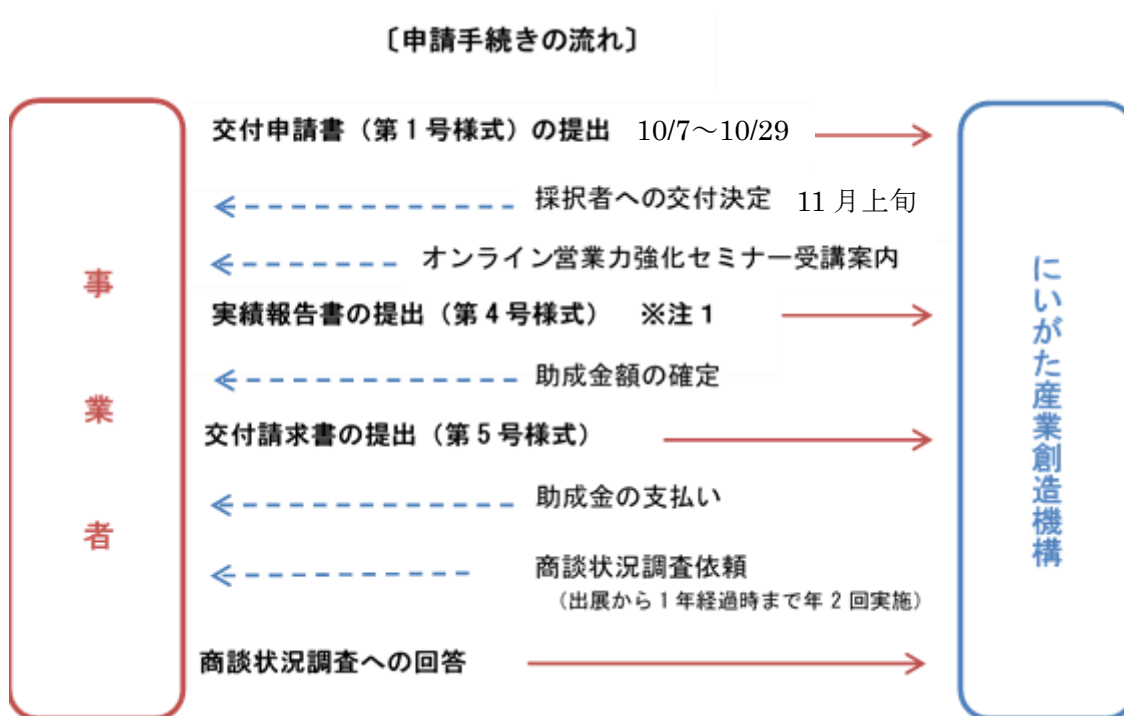 〔申請手続きの流れ〕
交付申請書（第１号様式）の提出　10/7～10/29
採択者への交付決定　11 月上旬
オンライン営業力強化セミナー受講案内
実績報告書の提出（第４号様式）　※注１
助成金額の確定
交付請求書の提出（第５号様式）
助成金の支払い
商談状況調査依頼
（出展から１年経過時まで年２回実施）
商談状況調査への回答
事業者
にいがた産業創造機構